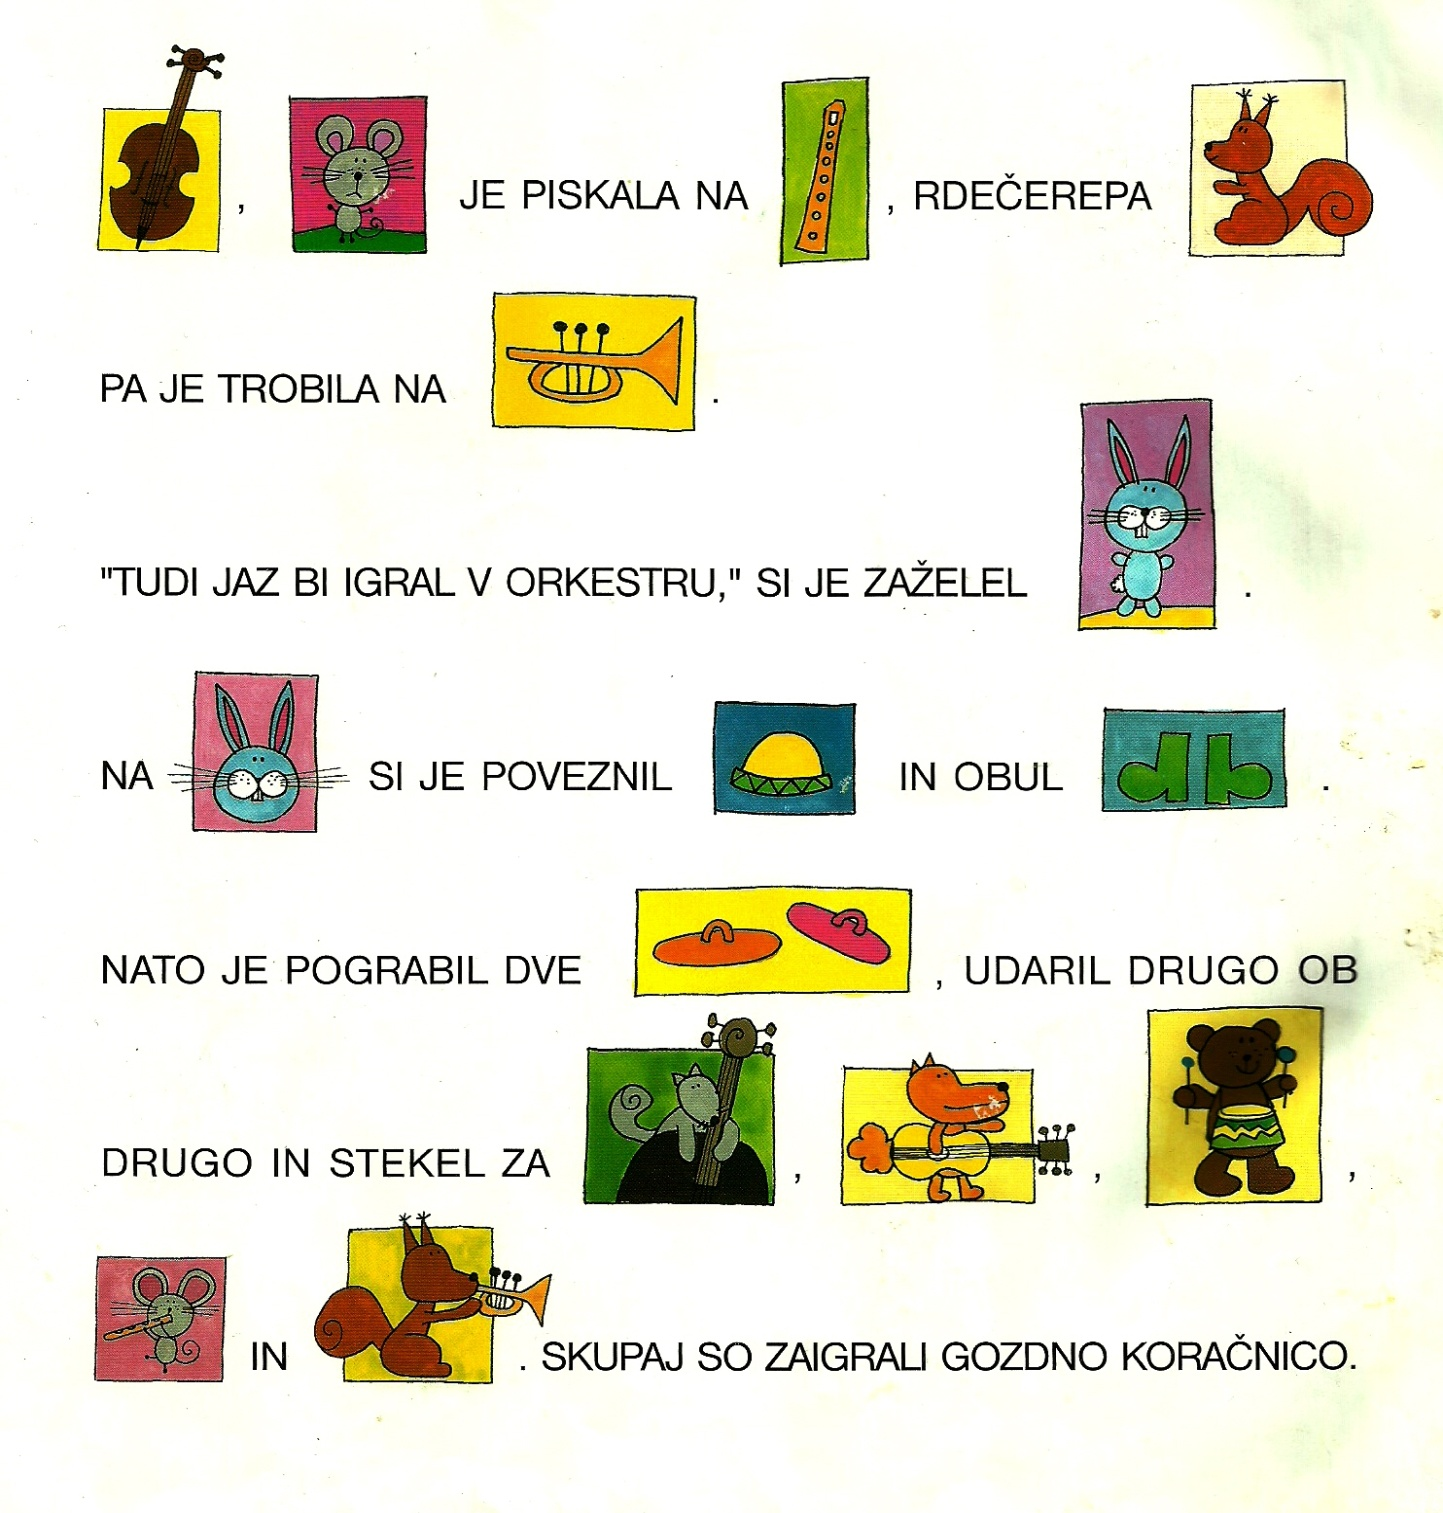 , JE PISKALA NA , RDEČEREPA
PA JE TROBILA NA .
"TUDI JAZ BI IGRAL V ORKESTRU," SI JE ZAŽELEL .
NA SI JE POVEZNIL IN OBUL .
NATO JE POGRABIL DVE , UDARIL DRUGO OB
DRUGO IN STEKEL ZA , , ,
IN . SKUPAJ SO ZAIGRALI GOZDNO KORAČNICO.